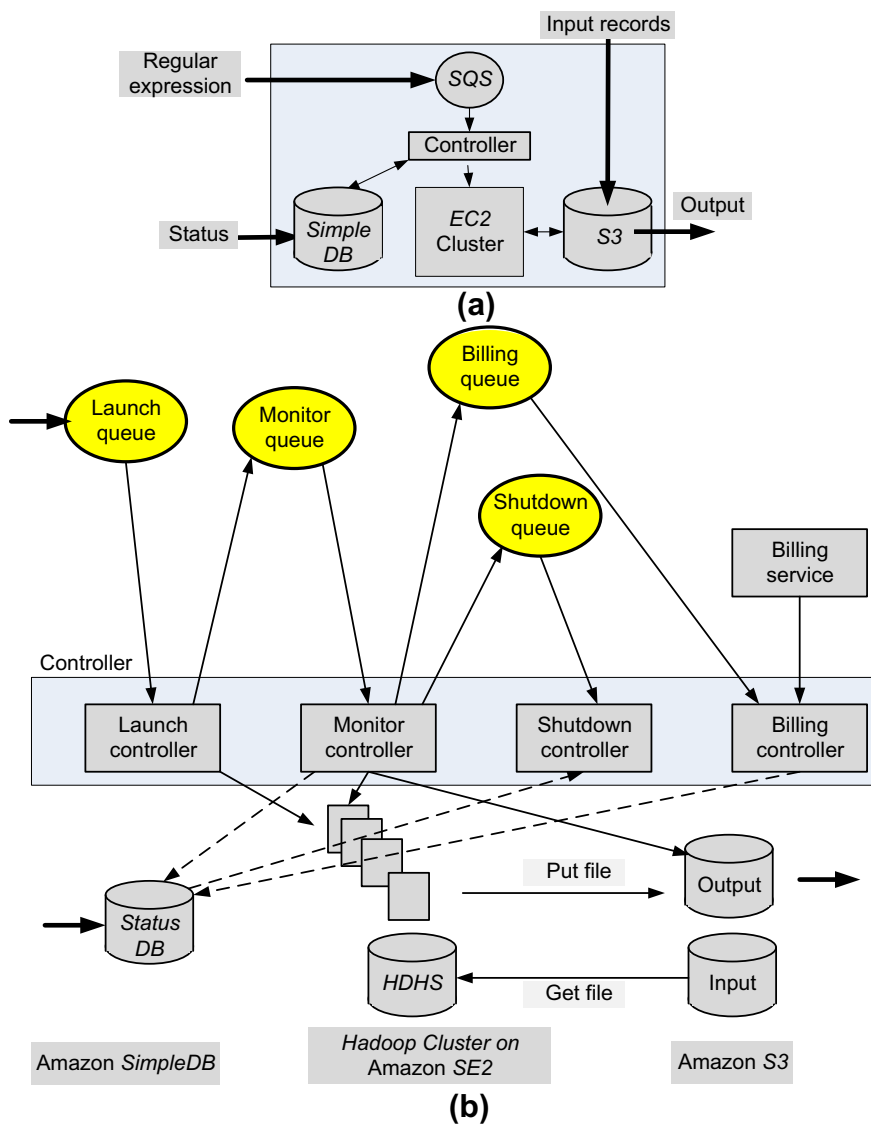 Input records
Regular
expression
SQS
Controller
Status
Simple
DB
EC2
Cluster
S3
Output
(a)
Billing
queue
Launch
queue
Monitor
queue
Shutdown
queue
Billing
service
Controller
Launch
controller
Monitor
controller
Shutdown
controller
Billing
controller
Put file
Output
Status
DB
HDHS
Get file
Input
Amazon SimpleDB
Hadoop Cluster on
Amazon SE2
Amazon S3
(b)